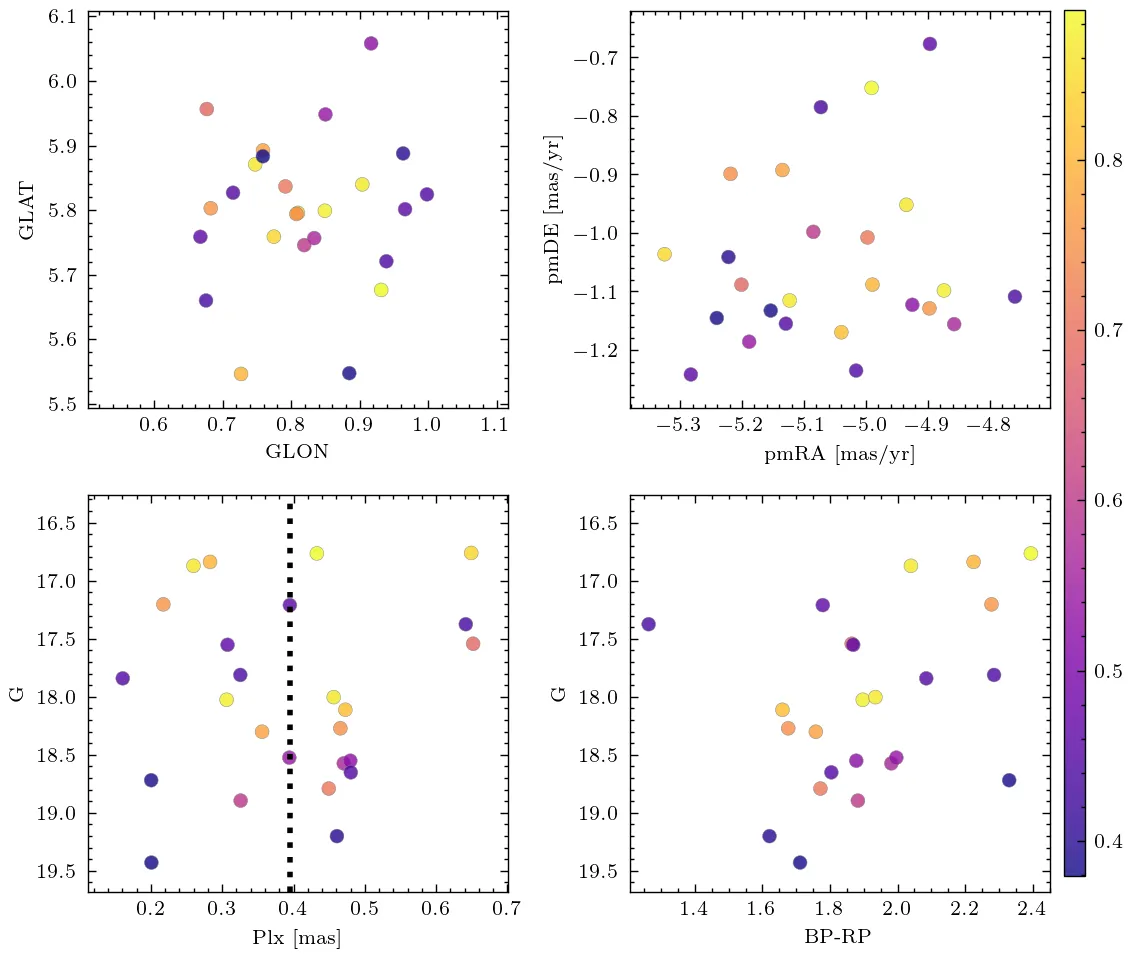 6.1
6.0
5.9
5.8
5.7
5.6
5.5
GLAT
0.6 0.7 0.8 0.9 1.0 1.1
GLON
−0.7
−0.8
−0.9
−1.0
−1.1
−1.2
pmDE [mas/yr]
−5.3 −5.2 −5.1 −5.0 −4.9 −4.8
pmRA [mas/yr]
0.8
0.7
0.6
0.5
0.4
16.5
17.0
17.5
18.0
18.5
19.0
19.5
G
0.2 0.3 0.4 0.5 0.6 0.7
Plx [mas]
16.5
17.0
17.5
18.0
18.5
19.0
19.5
G
1.4 1.6 1.8 2.0 2.2 2.4
BP-RP